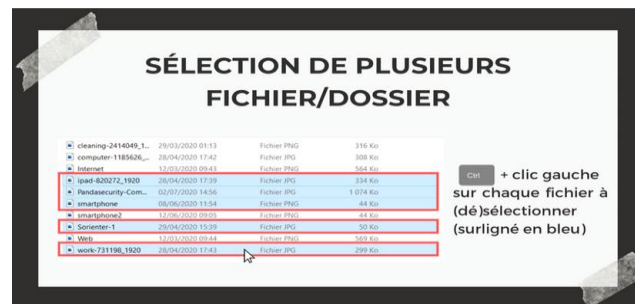 SÉLECTION DE PLUSIEURS
FICHIER/DOSSIER
cleaning-2414049_1... 29/03/2020 01:13 Fichier PNG 316 Ko
computer-1185626_... 28/04/2020 17:42 Fichier JPG 308 Ko
Internet 12/03/2020 09:43 Fichier PNG 564 Ko
ipad-820272_1920 28/04/2020 17:39 Fichier JPG 334 Ko
Pandasecurity-Com... 02/07/2020 14:56 Fichier JPG 1 074 Ko
smartphone 08/06/2020 11:54 Fichier PNG 44 Ko
smartphone2 12/06/2020 09:05 Fichier PNG 44 Ko
Sorienter-1 29/04/2020 15:39 Fichier JPG 50 Ko
Web 12/03/2020 09:44 Fichier PNG 569 Ko
work-731198_1920 28/04/2020 17:43 Fichier JPG 299 Ko
Ctrl + clic gauche
sur chaque fichier à
(dé)sélectionner
(surligné en bleu)